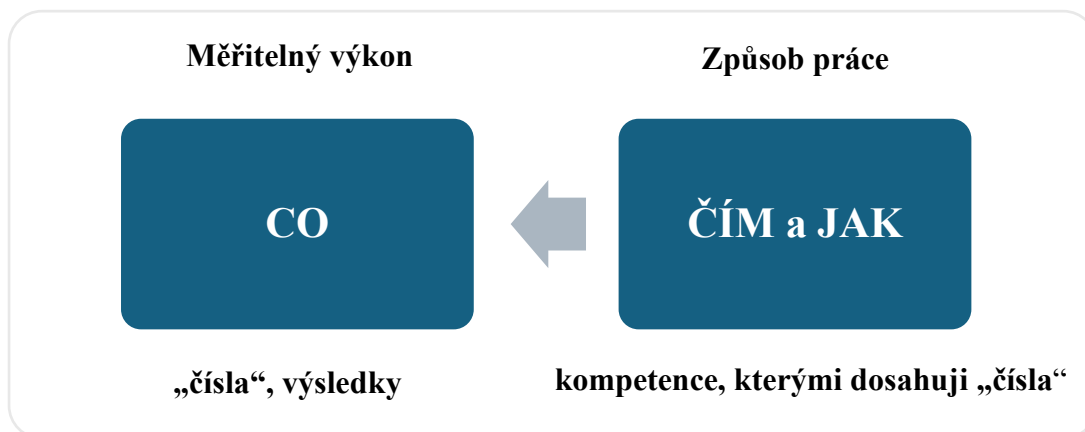 Měřitelný výkon
Způsob práce
CO
ČÍM a JAK
„čísla“, výsledky
kompetence, kterými dosahuji „čísla“